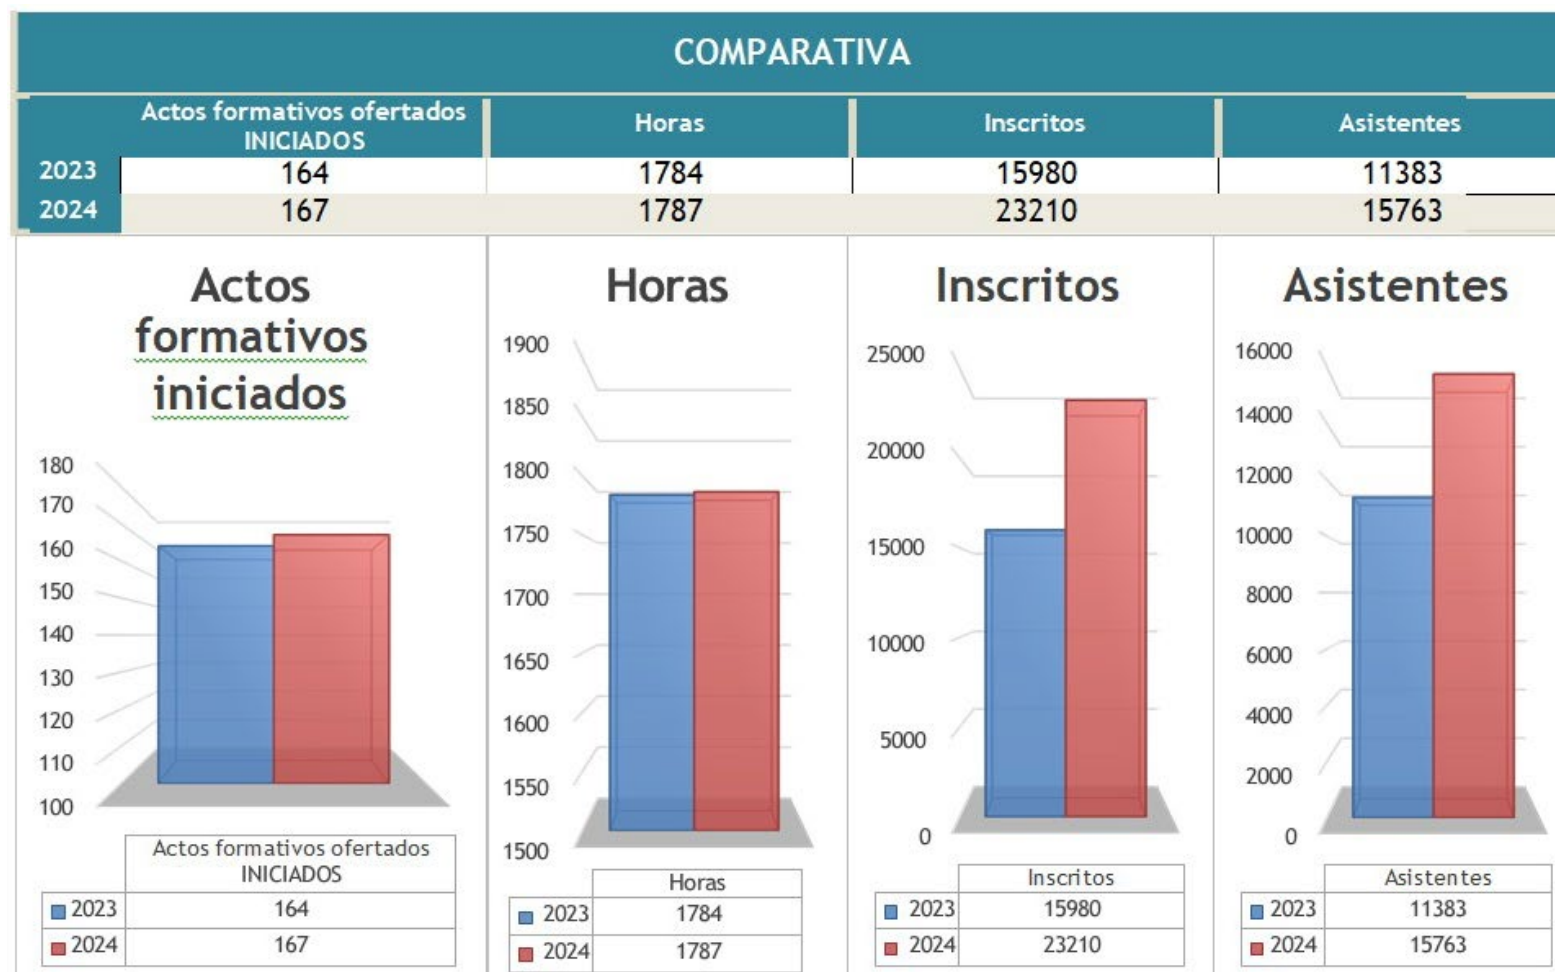 COMPARATIVA
Actos formativos ofertados
INICIADOS
Horas
Inscritos
Asistentes
2023 164 1784 15980 11383
2024 167 1787 23210 15763
Actos
formativos
iniciados
180
170
160
150
140
130
120
110
100
Actos formativos ofertados
INICIADOS
2023 164
2024 167
Horas
1900
1850
1800
1750
1700
1650
1600
1550
1500
Horas
2023 1784
2024 1787
Inscritos
25000
20000
15000
10000
5000
0
Inscritos
2023 15980
2024 23210
Asistentes
16000
14000
12000
10000
8000
6000
4000
2000
0
Asistentes
2023 11383
2024 15763